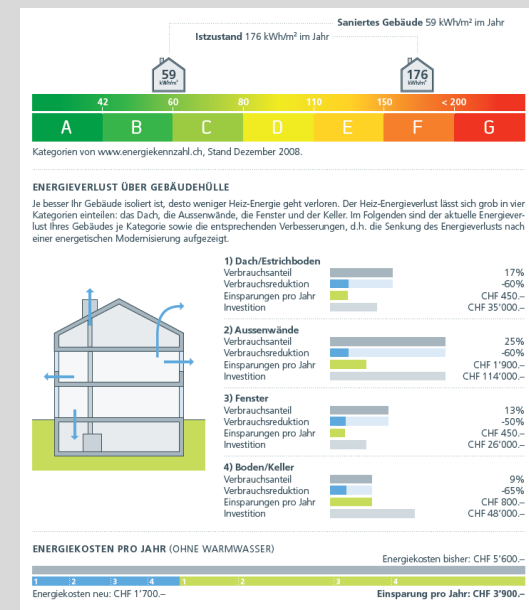 Saniertes Gebäude 59 kWh/m² im Jahr
Istzustand 176 kWh/m² im Jahr
59 kWh/m²
176 kWh/m²
42 60 80 110 150 < 200
A B C D E F G
Kategorien von www.energiekennzahl.ch, Stand Dezember 2008.
ENERGIEVERLUST ÜBER GEBÄUDEHÜLLE
Je besser Ihr Gebäude isoliert ist, desto weniger Heiz-Energie geht verloren. Der Heiz-Energieverlust lässt sich grob in vier
Kategorien einteilen: das Dach, die Aussenwände, die Fenster und der Keller. Im Folgenden sind der aktuelle Energiever-
lust Ihres Gebäudes je Kategorie sowie die entsprechenden Verbesserungen, d.h. die Senkung des Energieverlusts nach
einer energetischen Modernisierung aufgezeigt.
1) Dach/Estrichboden
Verbrauchsanteil 17%
Verbrauchsreduktion -60%
Einsparungen pro Jahr CHF 450.–
Investition CHF 35'000.–
2) Aussenwände
Verbrauchsanteil 25%
Verbrauchsreduktion -60%
Einsparungen pro Jahr CHF 1'900.–
Investition CHF 114'000.–
3) Fenster
Verbrauchsanteil 13%
Verbrauchsreduktion -50%
Einsparungen pro Jahr CHF 450.–
Investition CHF 26'000.–
4) Boden/Keller
Verbrauchsanteil 9%
Verbrauchsreduktion -65%
Einsparungen pro Jahr CHF 800.–
Investition CHF 48'000.–
ENERGIEKOSTEN PRO JAHR (OHNE WARMWASSER)
Energiekosten bisher: CHF 5'600.–
1 2 3 4 1 2 3 4
Energiekosten neu: CHF 1'700.– Einsparung pro Jahr: CHF 3'900.–